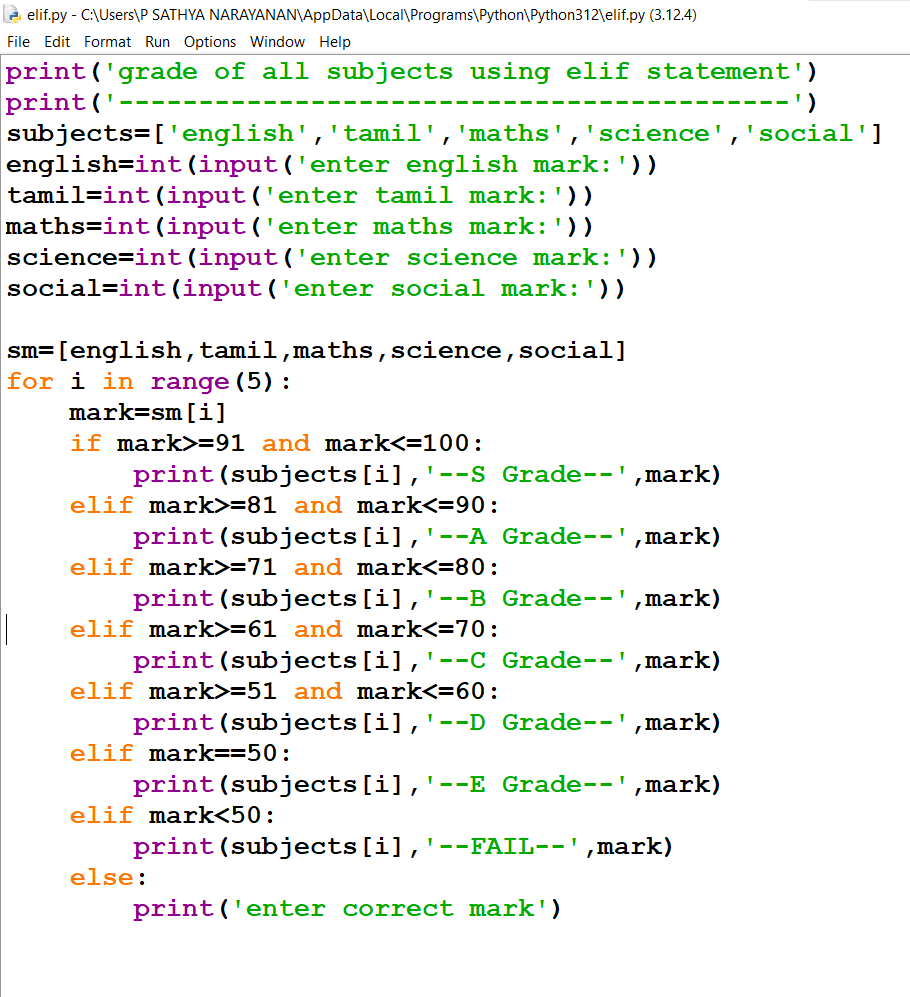 elif.py - C:\Users\P SATHYA NARAYANAN\AppData\Local\Programs\Python\Python312\elif.py (3.12.4)
File Edit Format Run Options Window Help
print('grade of all subjects using elif statement')
print('------------------------------------------')
subjects=['english','tamil','maths','science','social']
english=int(input('enter english mark:'))
tamil=int(input('enter tamil mark:'))
maths=int(input('enter maths mark:'))
science=int(input('enter science mark:'))
social=int(input('enter social mark:'))

sm=[english,tamil,maths,science,social]
for i in range(5):
    mark=sm[i]
    if mark>=91 and mark<=100:
        print(subjects[i],'--S Grade--',mark)
    elif mark>=81 and mark<=90:
        print(subjects[i],'--A Grade--',mark)
    elif mark>=71 and mark<=80:
        print(subjects[i],'--B Grade--',mark)
    elif mark>=61 and mark<=70:
        print(subjects[i],'--C Grade--',mark)
    elif mark>=51 and mark<=60:
        print(subjects[i],'--D Grade--',mark)
    elif mark==50:
        print(subjects[i],'--E Grade--',mark)
    elif mark<50:
        print(subjects[i],'--FAIL--',mark)
    else:
        print('enter correct mark')